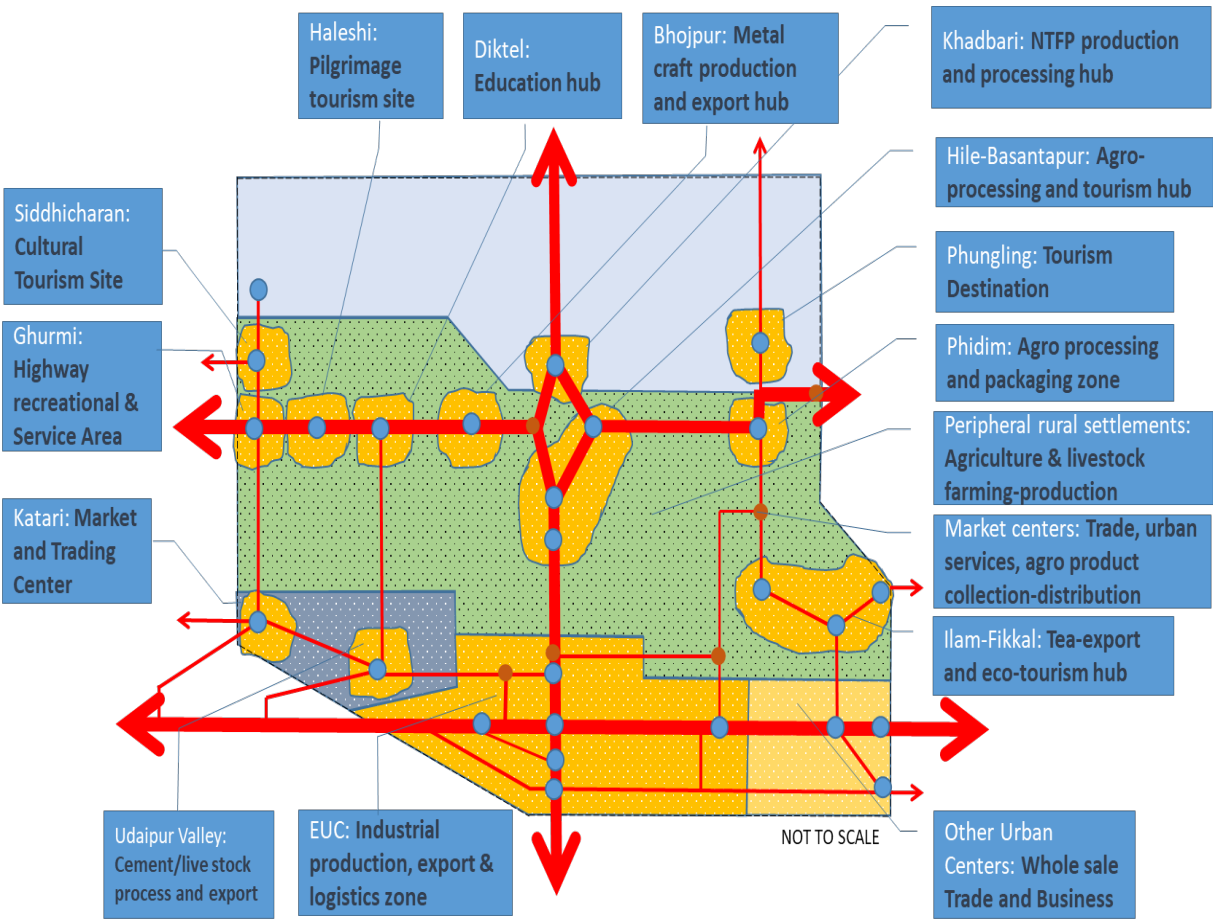 Haleshi:
Pilgrimage
tourism site
Diktel:
Education hub
Bhojpur: Metal
craft production
and export hub
Khadbari: NTFP production
and processing hub
Hile-Basantapur: Agro-
processing and tourism hub
Siddhicharan:
Cultural
Tourism Site
Phungling: Tourism
Destination
Ghurmi:
Highway
recreational &
Service Area
Phidim: Agro processing
and packaging zone
Peripheral rural settlements:
Agriculture & livestock
farming-production
Katari: Market
and Trading
Center
Market centers: Trade, urban
services, agro product
collection-distribution
Ilam-Fikkal: Tea-export
and eco-tourism hub
Udaipur Valley:
Cement/live stock
process and export
EUC: Industrial
production, export &
logistics zone
NOT TO SCALE
Other Urban
Centers: Whole sale
Trade and Business